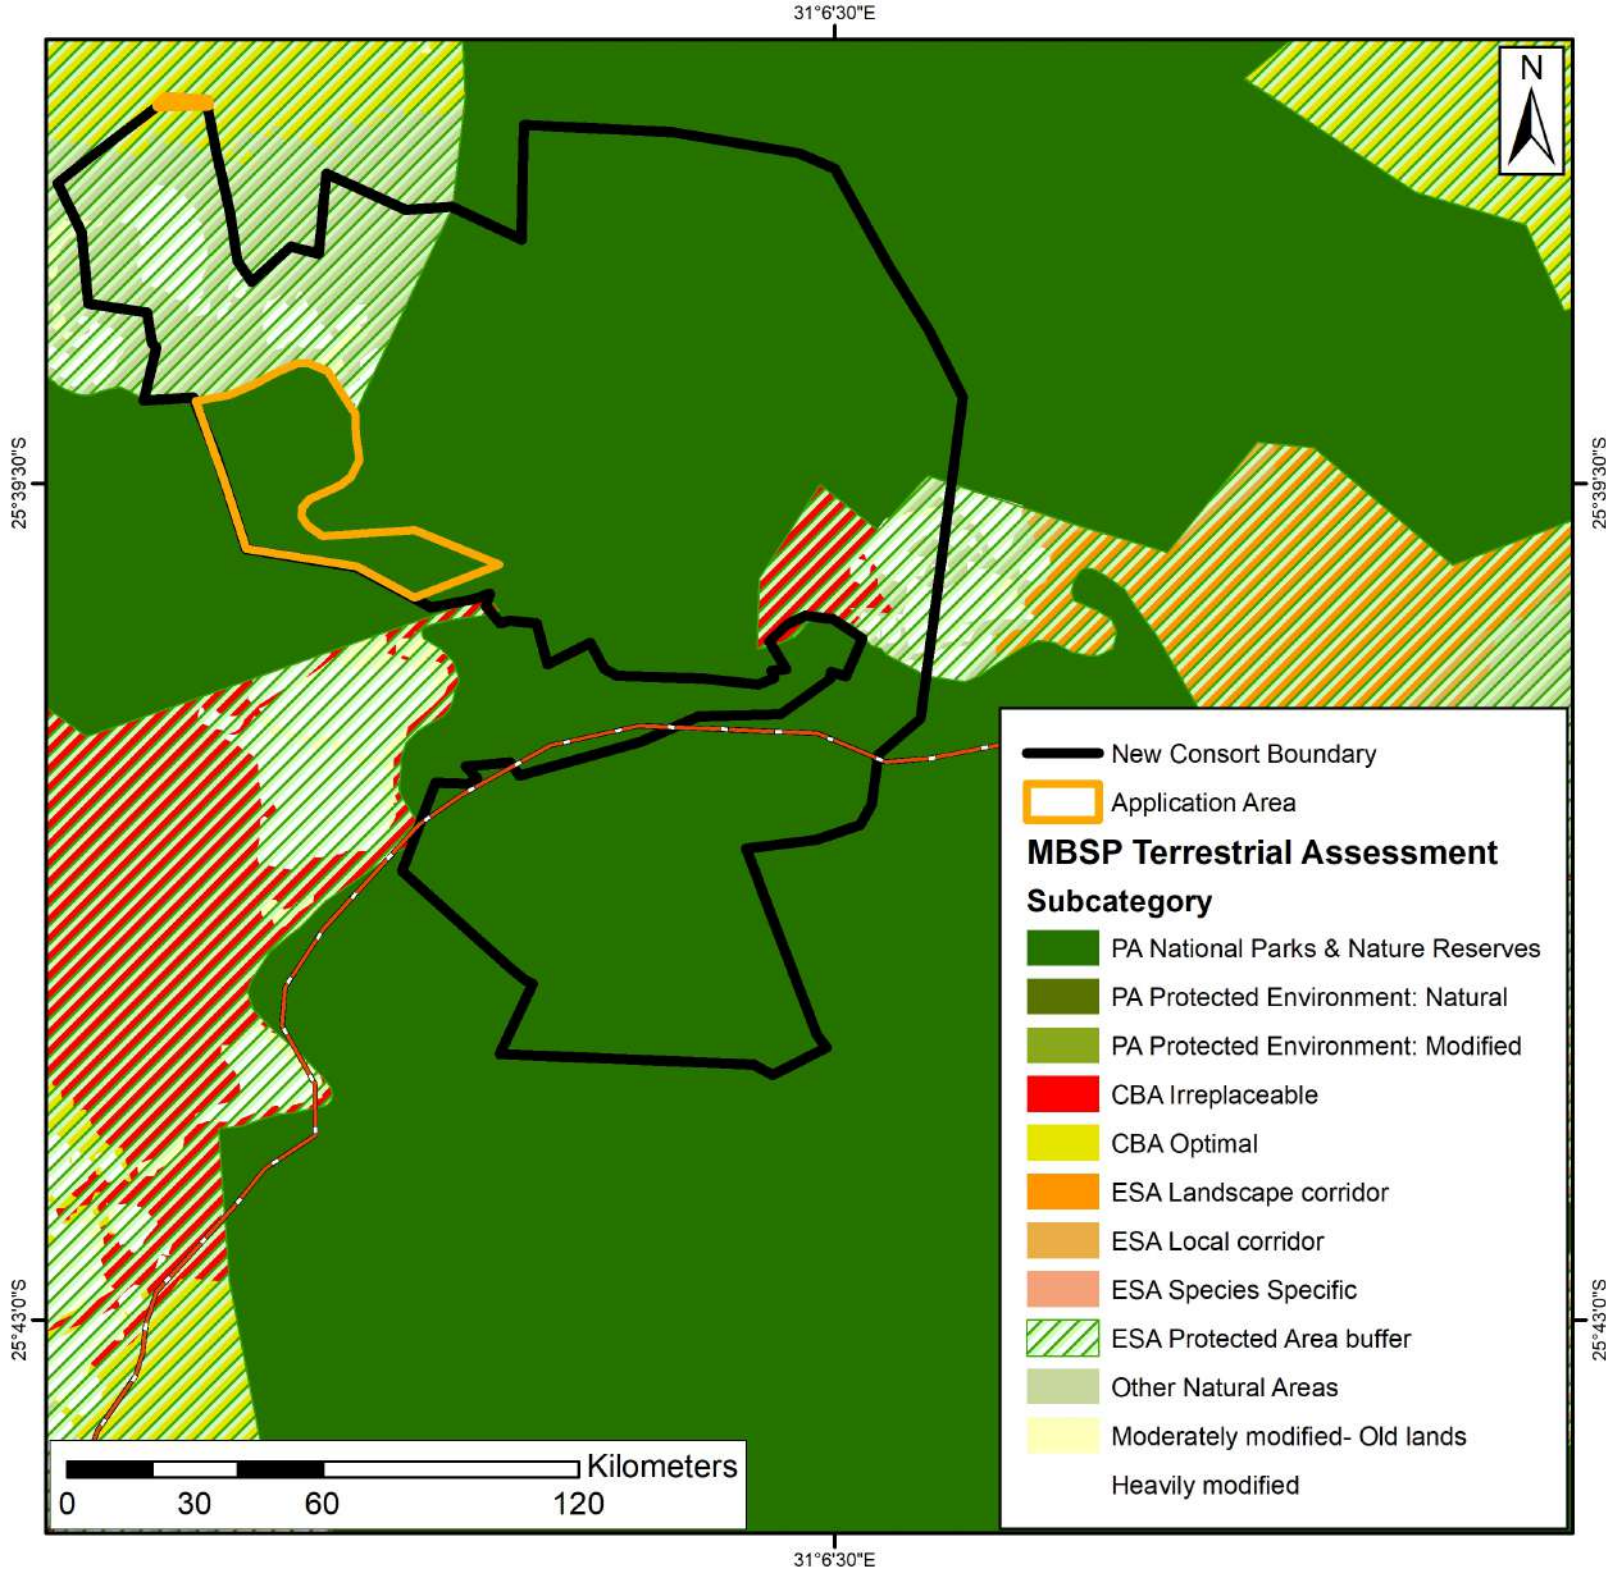 31°6'30"E
N
25°39'30"S
25°39'30"S
New Consort Boundary
Application Area
MBSP Terrestrial Assessment
Subcategory
PA National Parks & Nature Reserves
PA Protected Environment: Natural
PA Protected Environment: Modified
CBA Irreplaceable
CBA Optimal
ESA Landscape corridor
ESA Local corridor
ESA Species Specific
ESA Protected Area buffer
Other Natural Areas
Moderately modified- Old lands
Heavily modified
25°43'0"S
25°43'0"S
Kilometers
0 30 60 120
31°6'30"E